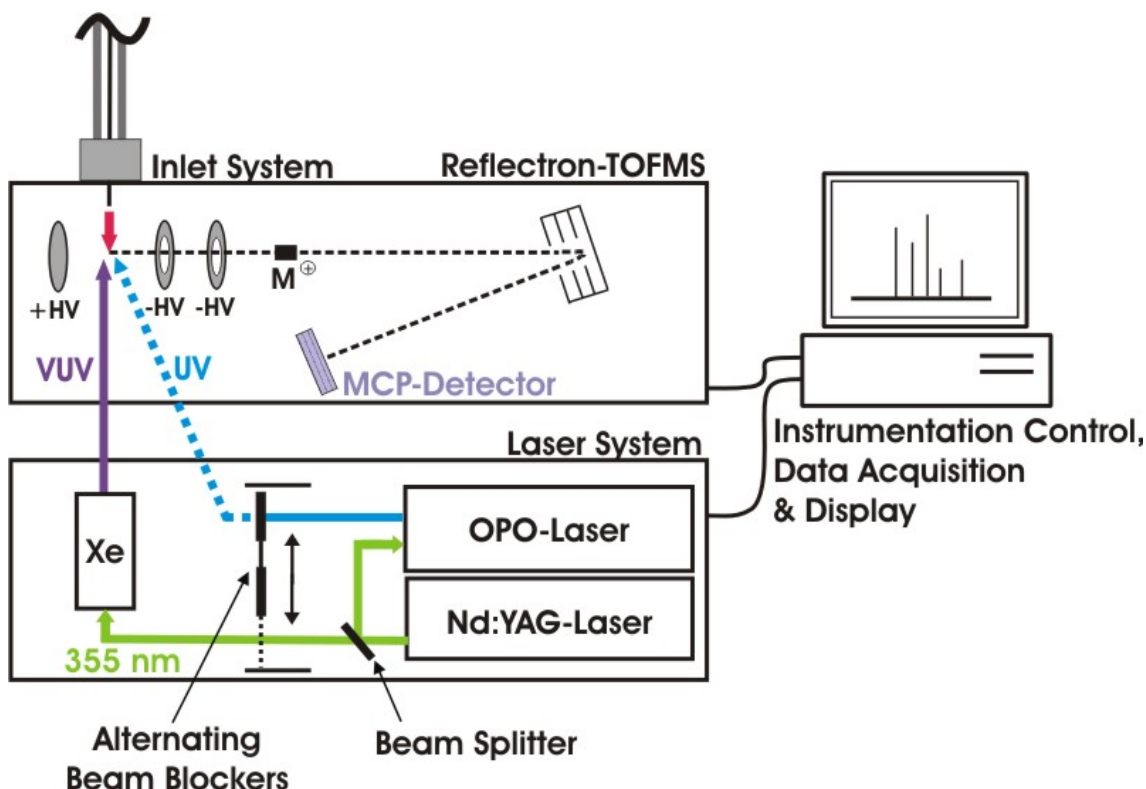 Inlet System
Reflectron-TOFMS
+HV
-HV
-HV
M⊕
VUV
UV
MCP-Detector
Laser System
Instrumentation Control,
Data Acquisition
& Display
Xe
OPO-Laser
Nd:YAG-Laser
355 nm
Alternating
Beam Blockers
Beam Splitter